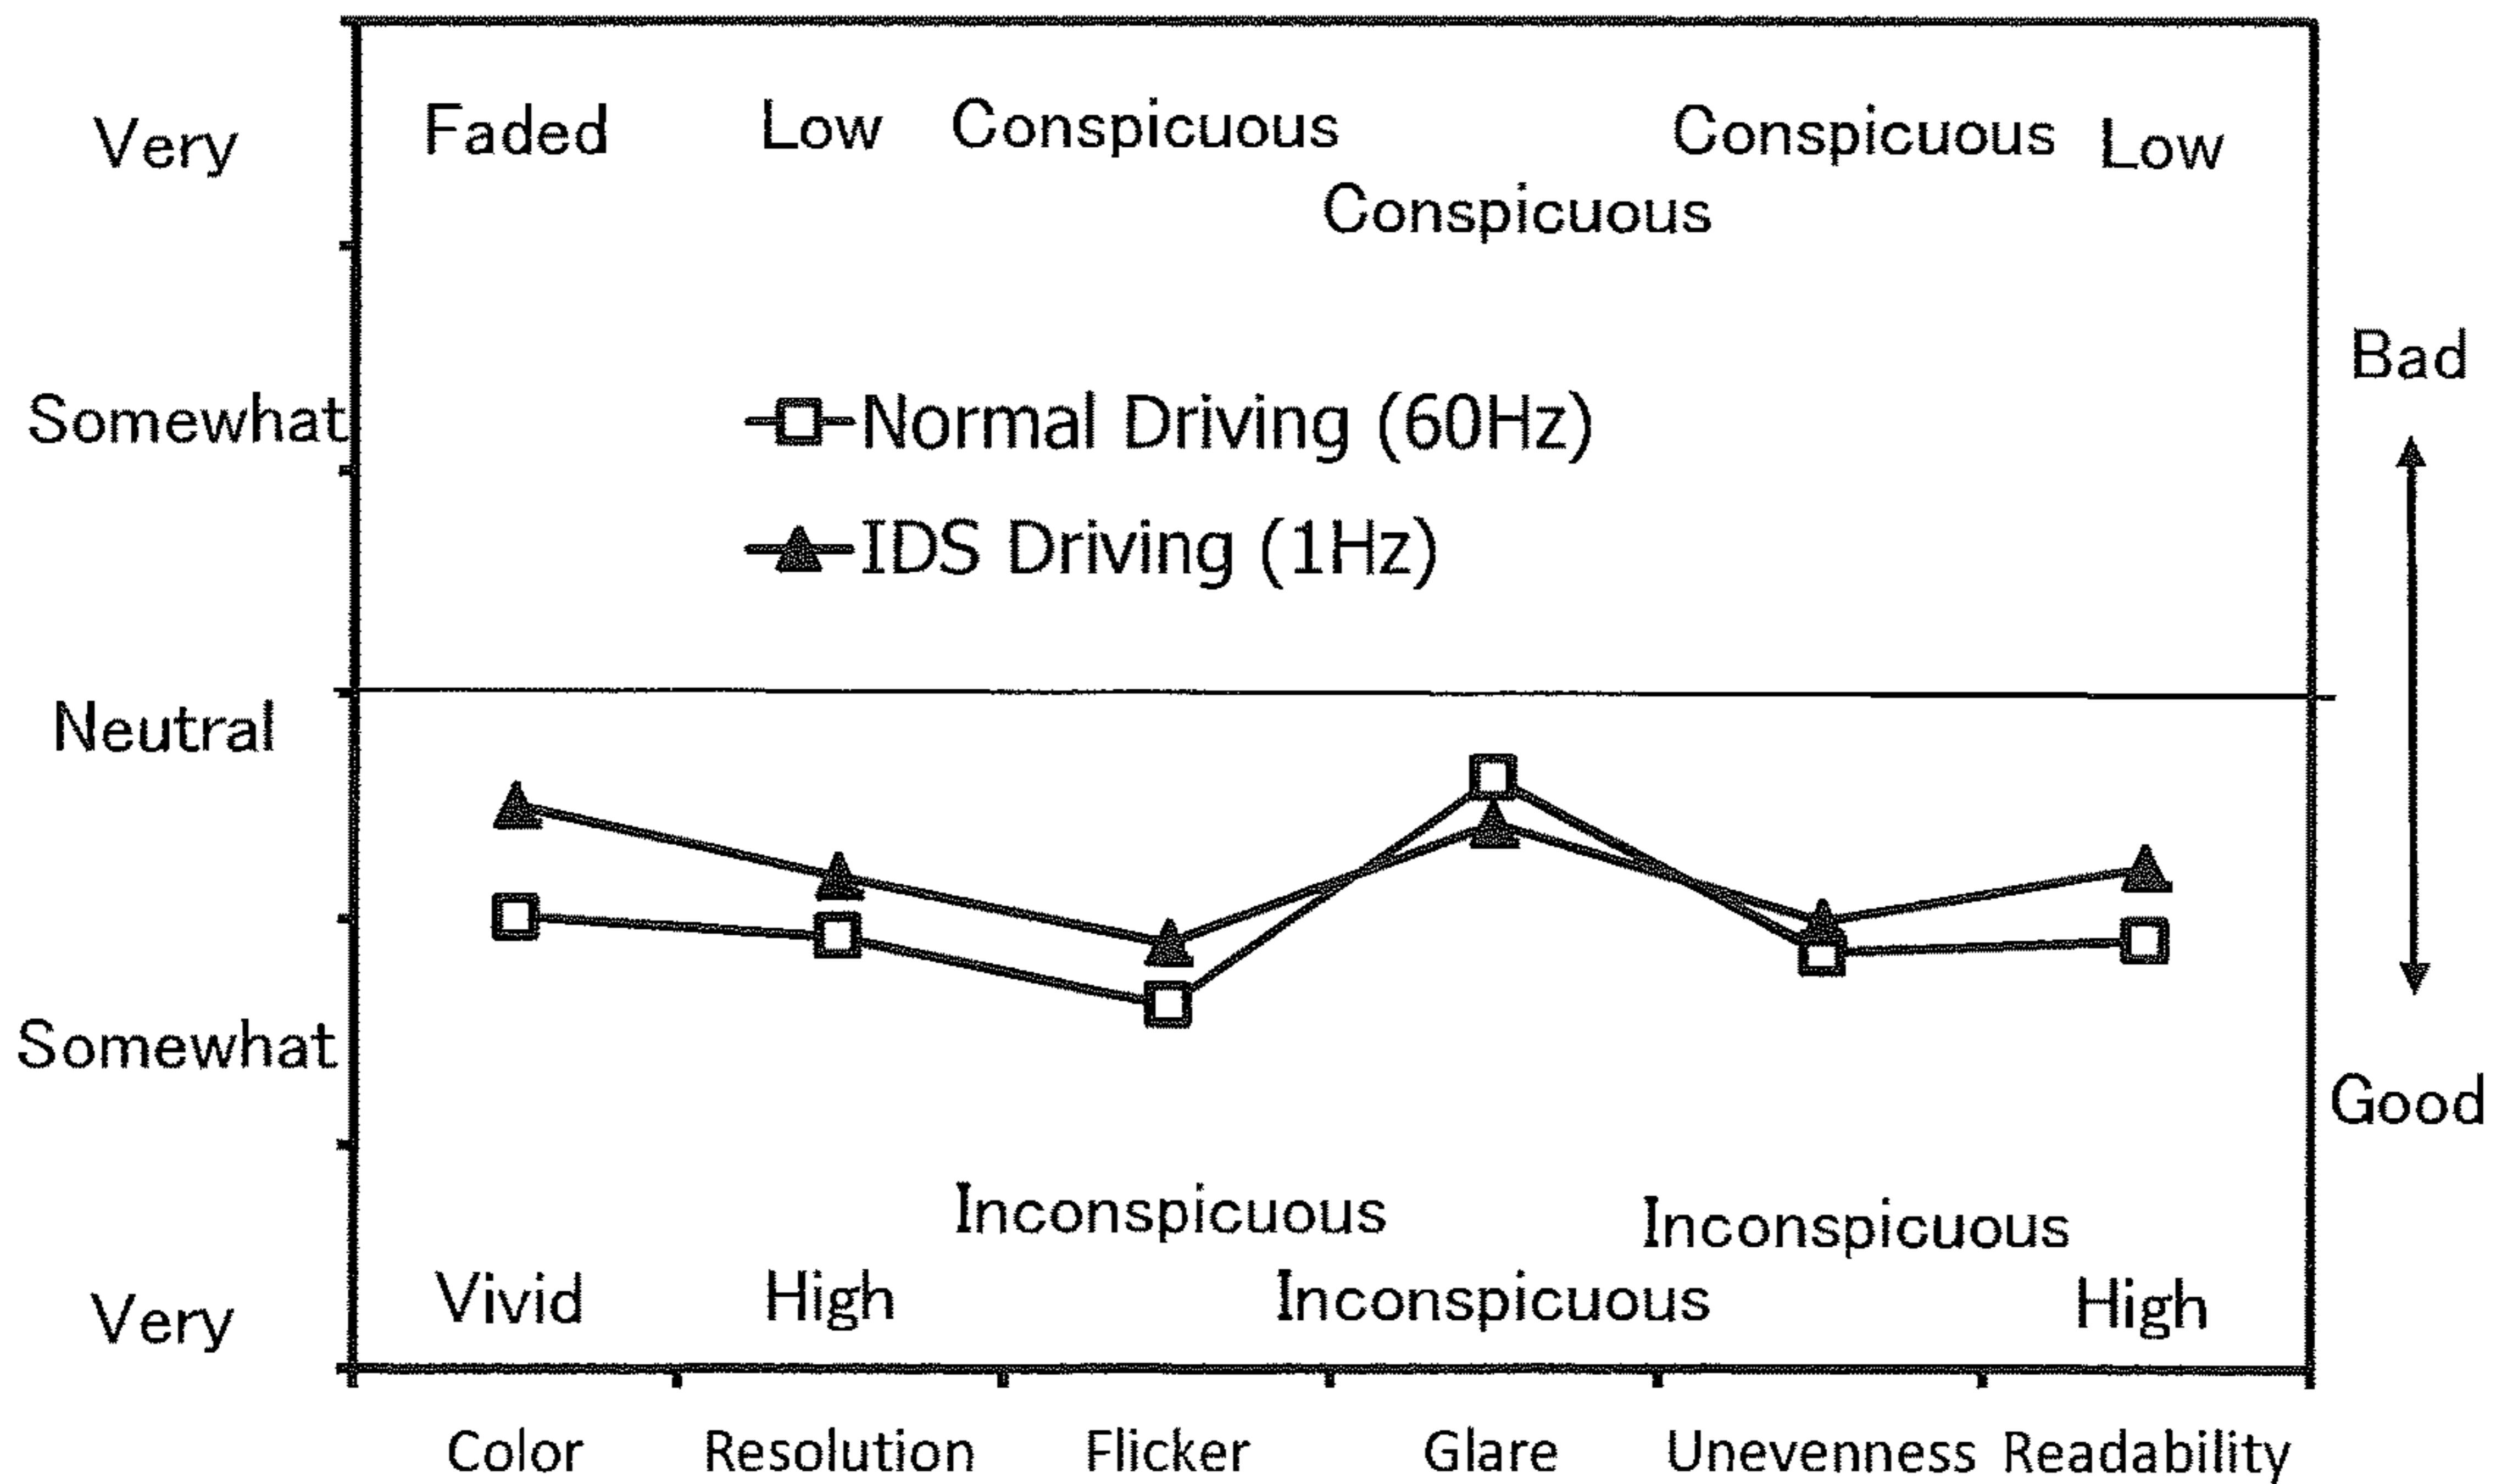 Very Faded Low Conspicuous Conspicuous Low
Conspicuous
Bad
Somewhat Normal Driving (60Hz)
IDS Driving (1Hz)
Neutral
Somewhat
Good
Inconspicuous Inconspicuous
Very Vivid High Inconspicuous High
Color Resolution Flicker Glare Unevenness Readability